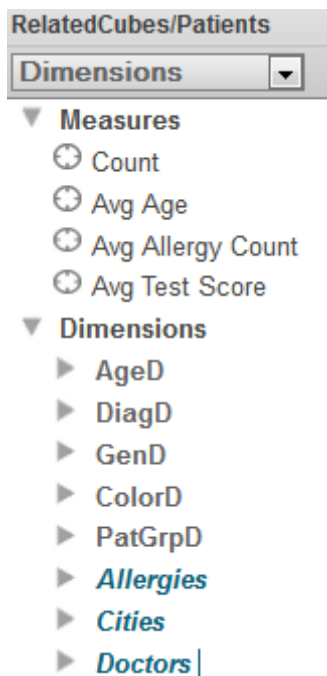 RelatedCubes/Patients
Dimensions
Measures
Count
Avg Age
Avg Allergy Count
Avg Test Score
Dimensions
AgeD
DiagD
GenD
ColorD
PatGrpD
Allergies
Cities
Doctors